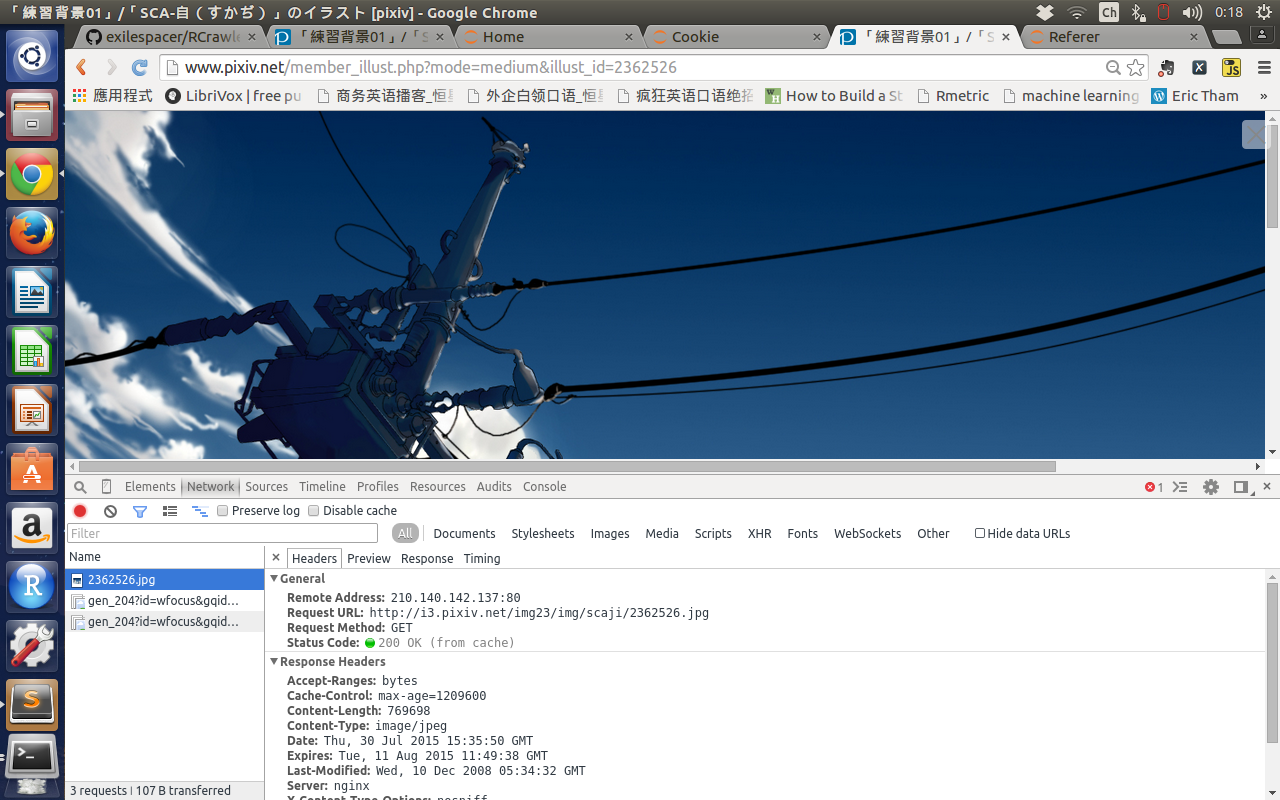 「練習背景01」/「SCA-自（すかぢ）」のイラスト [pixiv] - Google Chrome
Ch
0:18
exilespacer/RCrawle
「練習背景01」/「S
Home
Cookie
「練習背景01」/「S
Referer
www.pixiv.net/member_illust.php?mode=medium&illust_id=2362526
JS
應用程式
LibriVox | free pu
商务英语播客_恒星
外企白领口语_恒星
疯狂英语口语绝招
How to Build a St
Rmetric
machine learning
Eric Tham
»
Elements
Network
Sources
Timeline
Profiles
Resources
Audits
Console
1
Preserve log
Disable cache
Filter
All
Documents
Stylesheets
Images
Media
Scripts
XHR
Fonts
WebSockets
Other
Hide data URLs
Name
Headers
Preview
Response
Timing
2362526.jpg
gen_204?id=wfocus&gqid...
gen_204?id=wfocus&gqid...
General
Remote Address: 210.140.142.137:80
Request URL: http://i3.pixiv.net/img23/img/scaji/2362526.jpg
Request Method: GET
Status Code: 200 OK (from cache)
Response Headers
Accept-Ranges: bytes
Cache-Control: max-age=1209600
Content-Length: 769698
Content-Type: image/jpeg
Date: Thu, 30 Jul 2015 15:35:50 GMT
Expires: Tue, 11 Aug 2015 11:49:38 GMT
Last-Modified: Wed, 10 Dec 2008 05:34:32 GMT
Server: nginx
X-Content-Type-Options: nosniff
3 requests | 107 B transferred